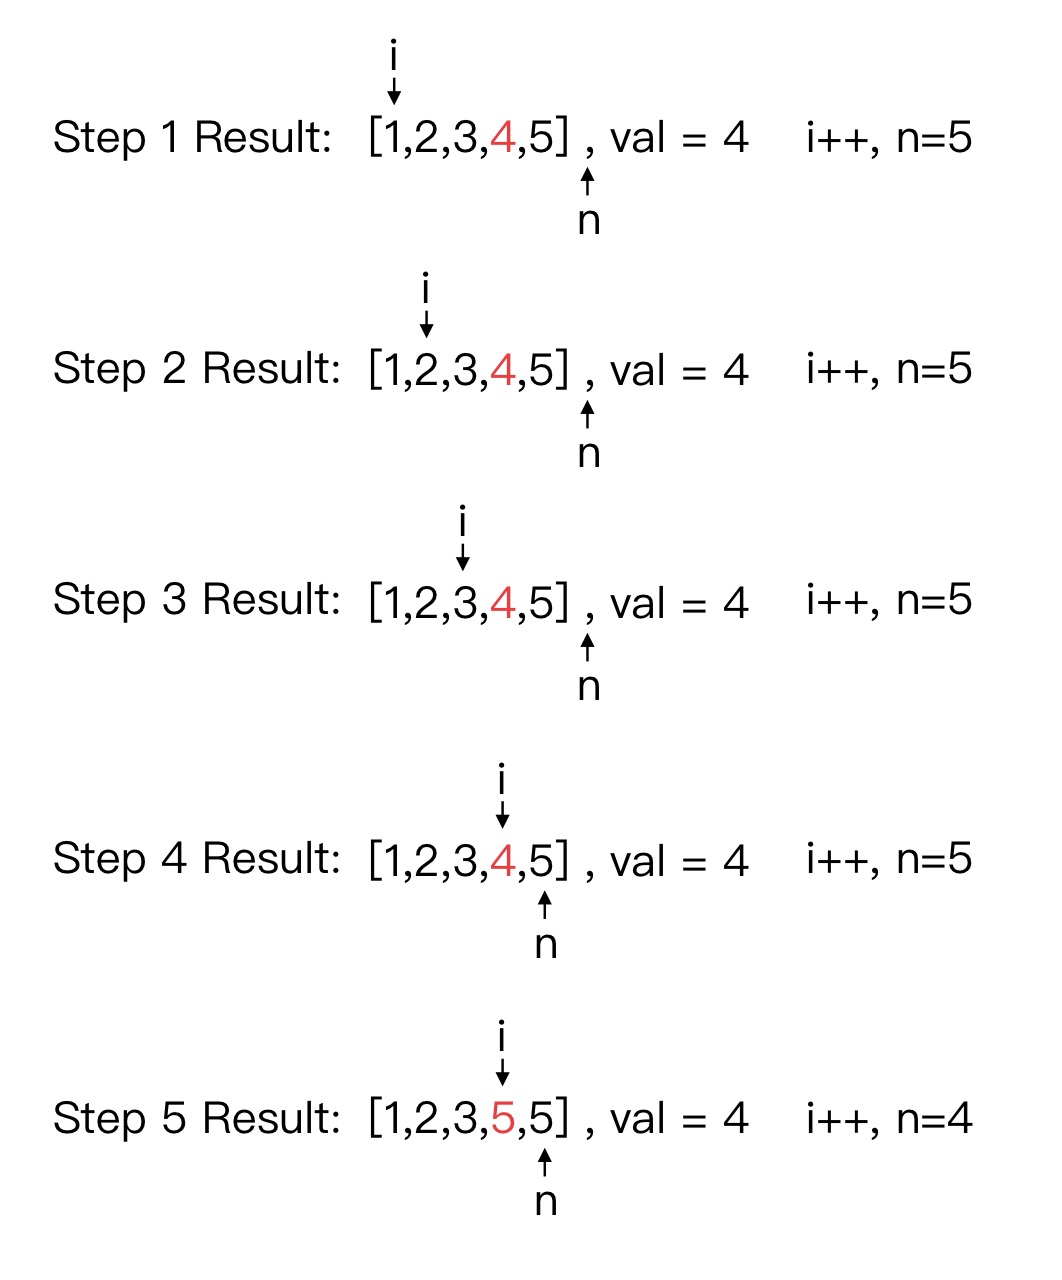 i
Step 1 Result: [1,2,3,4,5] , val = 4 i++, n=5
n
i
Step 2 Result: [1,2,3,4,5] , val = 4 i++, n=5
n
i
Step 3 Result: [1,2,3,4,5] , val = 4 i++, n=5
n
i
Step 4 Result: [1,2,3,4,5] , val = 4 i++, n=5
n
i
Step 5 Result: [1,2,3,5,5] , val = 4 i++, n=4
n